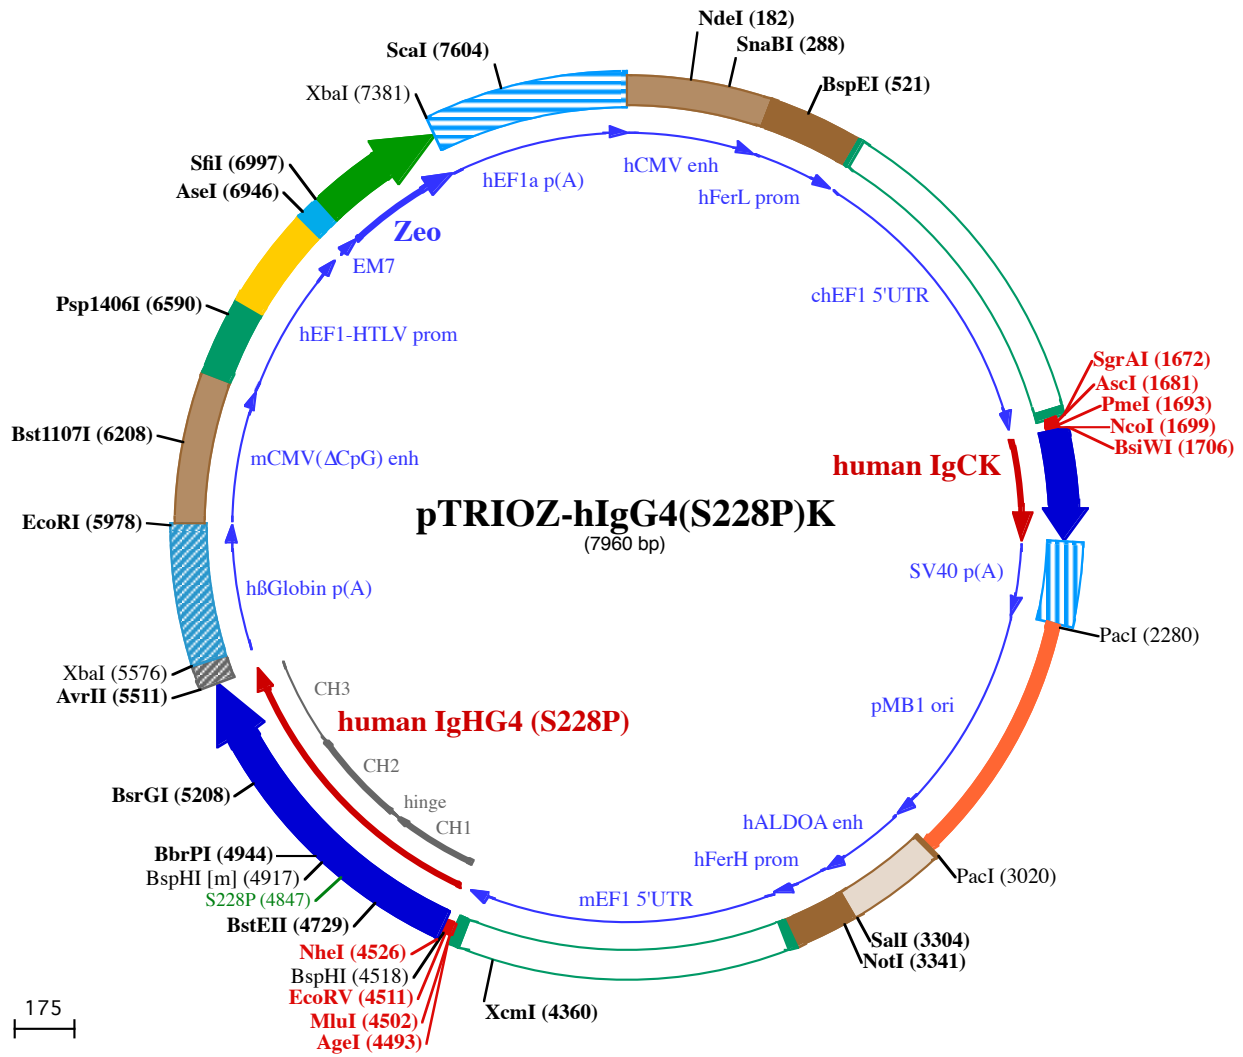 NdeI (182)
SnaBI (288)
ScaI (7604)
BspEI (521)
XbaI (7381)
SfiI (6997)
AseI (6946)
hEF1a p(A)
hCMV enh
hFerL prom
Zeo
EM7
Psp1406I (6590)
hEF1-HTLV prom
chEF1 5'UTR
SgrAI (1672)
AscI (1681)
PmeI (1693)
NcoI (1699)
BsiWI (1706)
Bst1107I (6208)
mCMV(ΔCpG) enh
human IgCK
EcoRI (5978)
pTRIOZ-hIgG4(S228P)K
(7960 bp)
SV40 p(A)
hßGlobin p(A)
PacI (2280)
XbaI (5576)
AvrII (5511)
CH3
human IgHG4 (S228P)
pMB1 ori
CH2
BsrGI (5208)
hinge
CH1
hALDOA enh
BbrPI (4944)
BspHI [m] (4917)
S228P (4847)
hFerH prom
PacI (3020)
mEF1 5'UTR
BstEII (4729)
NheI (4526)
BspHI (4518)
EcoRV (4511)
MluI (4502)
AgeI (4493)
SalI (3304)
NotI (3341)
XcmI (4360)
175